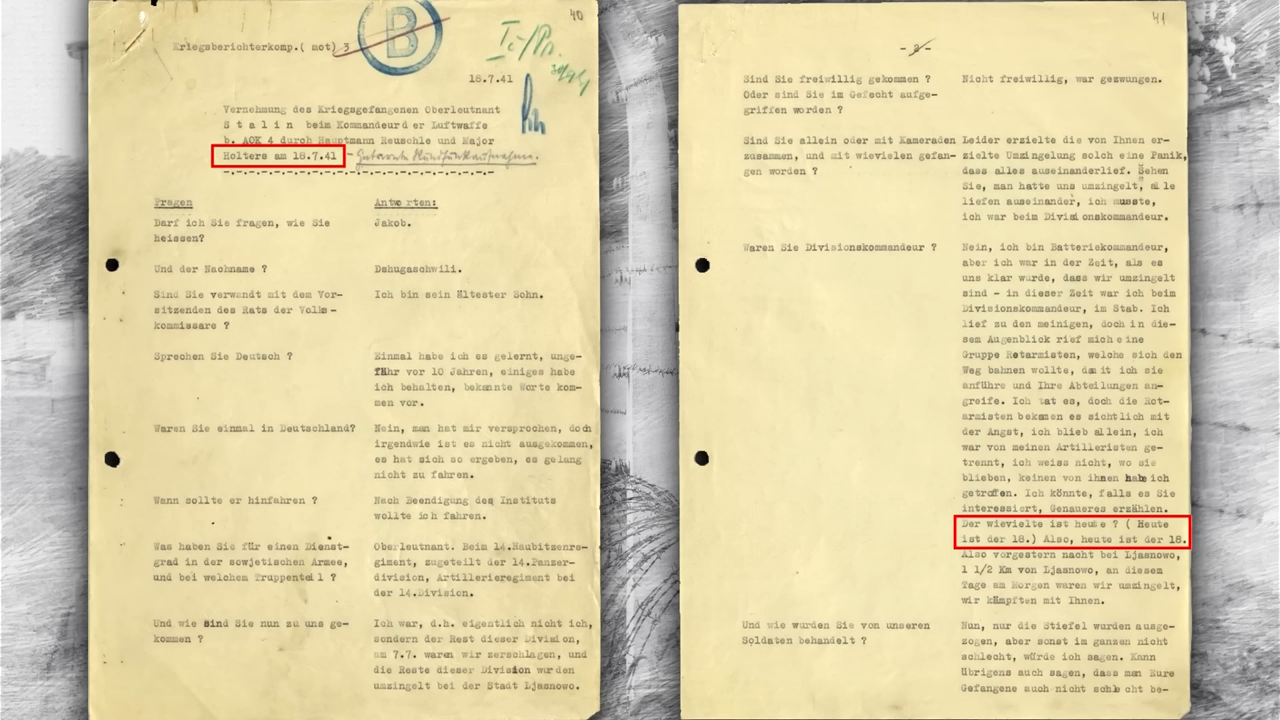 40
Kriegsberichterkomp.( mot) 3
B
18.7.41
Vernehmung des Kriegsgefangenen Oberleutnant
S t a l i n beim Kommandeur d er Luftwaffe
b. AOK 4 durch Hauptmann Reuschle und Major
Holters am 18.7.41 - Getarnte Rundfunkaufnahme.
Fragen
Antwo rten:
Darf ich Sie fragen, wie Sie
heissen?
Jakob.
Und der Nachname ?
Dshugaschwili.
Sind Sie verwandt mit dem Vor-
sitzenden des Rats der Volks-
kommissare ?
Ich bin sein ältester Sohn.
Sprechen Sie Deutsch ?
Einmal habe ich es gelernt, unge-
fähr vor 10 Jahren, einiges habe
ich behalten, bekannte Worte kom-
men vor.
Waren Sie einmal in Deutschland?
Nein, man hat mir versprochen, doch
irgendwie ist es nicht ausgekommen,
es hat sich so ergeben, es gelang
nicht zu fahren.
Wann sollte er hinfahren ?
Nach Beendigung des Instituts
wollte ich fahren.
Was haben Sie für einen Dienst-
grad in der sowjetischen Armee,
und bei welchem Truppenteil ?
Oberleutnant. Beim 14.Haubitzenre-
giment, zugeteilt der 14.Panzer-
division, Artillerieregiment bei
der 14.Division.
Und wie sind Sie nun zu uns ge-
kommen ?
Ich war, d.h. eigentlich nicht ich,
sondern der Rest dieser Division,
am 7.7. waren wir zerschlagen, und
die Reste dieser Division wurden
umzingelt bei der Stadt Ljasnowo.
41
- 2 -
Sind Sie freiwillig gekommen ?
Oder sind Sie im Gefecht aufge-
griffen worden ?
Nicht freiwillig, war gezwungen.
Sind Sie allein oder mit Kameraden
zusammen, und mit wievielen gefan-
gen worden ?
Leider erzielte die von Ihnen er-
zielte Umzingelung solch eine Panik,
dass alles auseinanderlief. Sehen
Sie, man hatte uns umzingelt, alle
liefen auseinander, ich musste,
ich war beim Divisionskommandeur.
Waren Sie Divisionskommandeur ?
Nein, ich bin Batteriekommandeur,
aber ich war in der Zeit, als es
uns klar wurde, dass wir umzingelt
sind - in dieser Zeit war ich beim
Divisionskommandeur, im Stab. Ich
lief zu den meinigen, doch in die-
sem Augenblick rief mich eine
Gruppe Rotarmisten, welche sich den
Weg bahnen wollte, damit ich sie
anführe und Ihre Abteilungen an-
greife. Ich tat es, doch die Rot-
armisten bekamen es sichtlich mit
der Angst, ich blieb allein, ich
war von meinen Artilleristen ge-
trennt, ich weiss nicht, wo sie
blieben, keinen von ihnen habe ich
getroffen. Ich könnte, falls es Sie
interessiert, Genaueres erzählen.
Der wievielte ist heute ? ( Heute
ist der 18.) Also, heute ist der 18.
Also vorgestern nacht bei Ljasnowo,
1 1/2 Km von Ljasnowo, an diesem
Tage am Morgen waren wir umzingelt,
wir kämpften mit Ihnen.
Und wie wurden Sie von unseren
Soldaten behandelt ?
Nun, nur die Stiefel wurden ausge-
zogen, aber sonst im ganzen nicht
schlecht, würde ich sagen. Kann
übrigens auch sagen, dass man Eure
Gefangene auch nicht schlecht be-